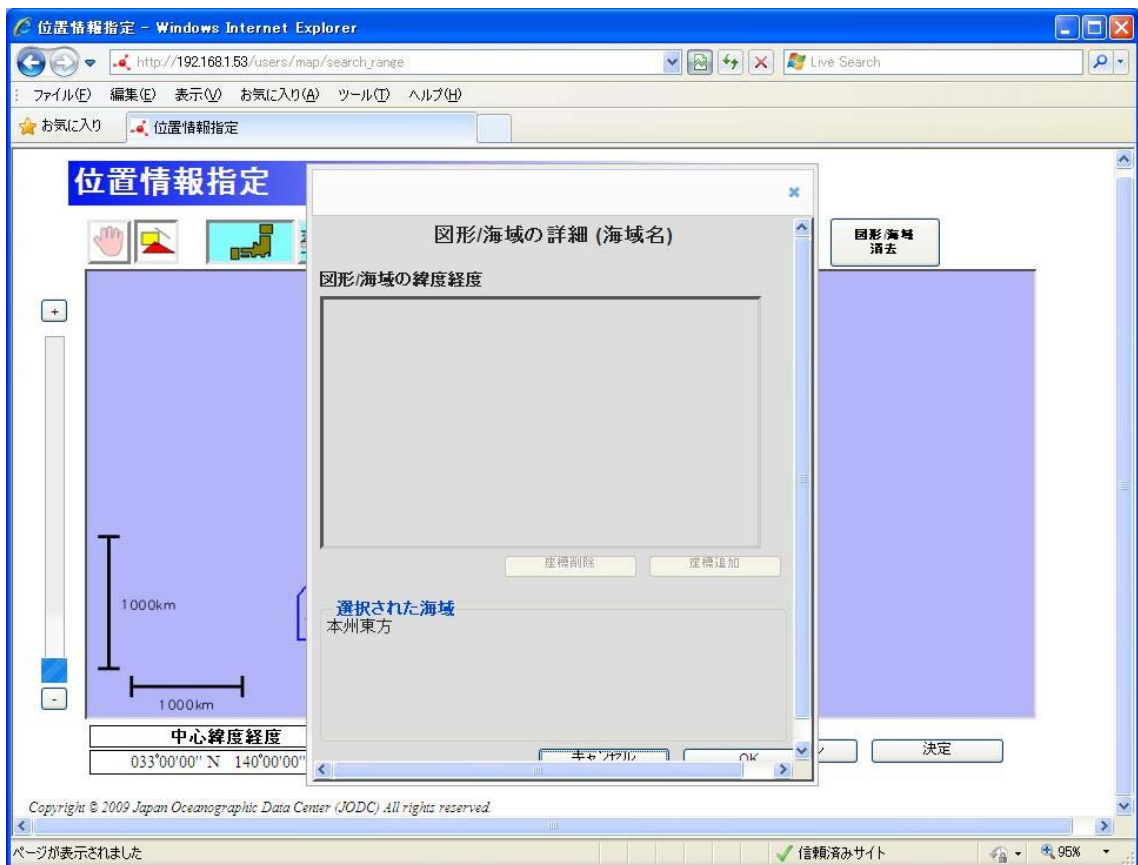 位置情報指定 - Windows Internet Explorer
http://192.168.1.53/users/map/search_range
Live Search
ファイル(F) 編集(E) 表示(V) お気に入り(A) ツール(T) ヘルプ(H)
お気に入り
位置情報指定
位置情報指定
図形/海域の詳細 (海域名)
図形/海域
消去
図形/海域の緯度経度
+
座標削除
座標追加
選択された海域
本州東方
1000km
-
1000km
中心緯度経度
033°00'00'' N 140°00'00''
キャンセル
OK
決定
Copyright © 2009 Japan Oceanographic Data Center (JODC) All rights reserved.
ページが表示されました
信頼済みサイト
95%